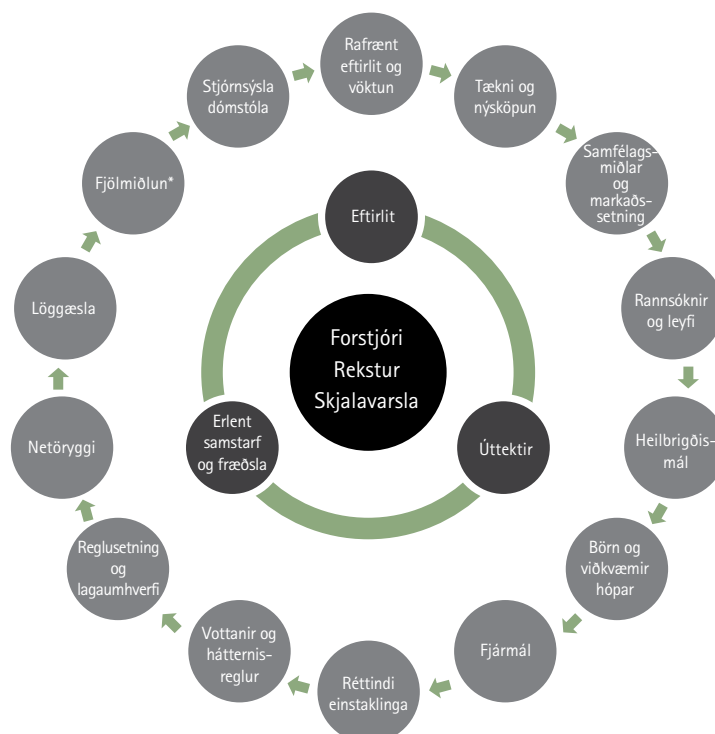 Rafrænt
eftirlit og
vöktun
Tækni og
nýsköpun
Samfélags-
miðlar
og
markaðs-
setning
Rannsóknir
og leyfi
Heilbrigðis-
mál
Börn og
viðkvæmir
hópar
Fjármál
Réttindi
einstaklinga
Vottanir og
hátternis-
reglur
Reglusetning
og
lagaumhverfi
Netöryggi
Löggæsla
Fjölmiðlun*
Stjórnsýsla
dómstóla
Eftirlit
Úttektir
Erlent
samstarf
og fræðsla
Forstjóri
Rekstur
Skjalavarsla